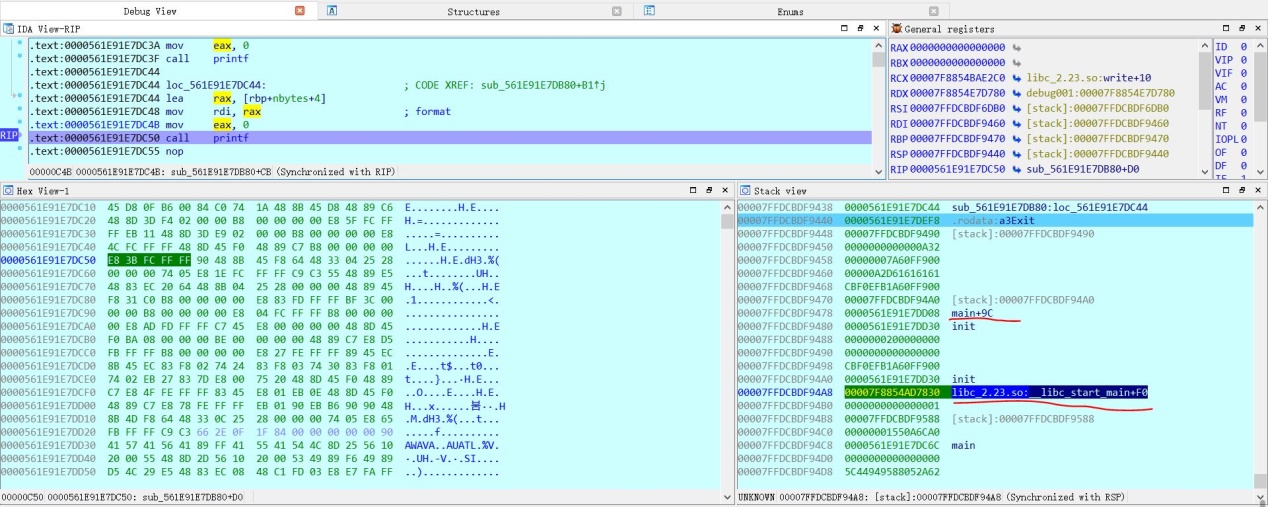 Debug View
Structures
Enums
IDA View-RIP
.text:0000561E91E7DC3A mov eax, 0
.text:0000561E91E7DC3F call printf
.text:0000561E91E7DC44
.text:0000561E91E7DC44 loc_561E91E7DC44: ; CODE XREF: sub_561E91E7DB80+B1↑j
.text:0000561E91E7DC44 lea rax, [rbp+nbytes+4]
.text:0000561E91E7DC48 mov rdi, rax ; format
.text:0000561E91E7DC4B mov eax, 0
RIP .text:0000561E91E7DC50 call printf
.text:0000561E91E7DC55 nop
00000C4B 0000561E91E7DC4B: sub_561E91E7DB80+CB (Synchronized with RIP)
General registers
RAX 0000000000000000
RBX 0000000000000000
RCX 00007F8854BAE2C0 libc_2.23.so:write+10
RDX 00007F8854E7D780 debug001:00007F8854E7D780
RSI 00007FFDCBDF6DB0 [stack]:00007FFDCBDF6DB0
RDI 00007FFDCBDF9460 [stack]:00007FFDCBDF9460
RBP 00007FFDCBDF9470 [stack]:00007FFDCBDF9470
RSP 00007FFDCBDF9440 [stack]:00007FFDCBDF9440
RIP 0000561E91E7DC50 sub_561E91E7DB80+D0
ID 0
VIP 0
VIF 0
AC 0
VM 0
RF 0
NT 0
IOPL 0
OF 0
DF 0
IF 1
Hex View-1
0000561E91E7DC10 45 D8 0F B6 00 84 C0 74 1A 48 8B 45 D8 48 89 C6 E.......H.E....
0000561E91E7DC20 48 8D 3D F4 02 00 00 B8 00 00 00 00 E8 5F FC FF H.=....
0000561E91E7DC30 FF EB 11 48 8D 3D E9 02 00 00 B8 00 00 00 00 E8
0000561E91E7DC40 4C FC FF FF 48 8D 45 F0 48 89 C7 B8 00 00 00 00 L...H.E.......
0000561E91E7DC50 E8 3B FC FF FF 90 48 8B 45 F8 64 48 33 04 25 28 ......H.E.dH3.%(
0000561E91E7DC60 00 00 00 74 05 E8 1E FC FF FF C9 C3 55 48 89 E5
0000561E91E7DC70 48 83 EC 20 64 48 8B 04 25 28 00 00 00 48 89 45
0000561E91E7DC80 F8 31 C0 B8 00 00 00 00 E8 83 FD FF FF BF 3C 00
0000561E91E7DC90 00 00 B8 00 00 00 00 E8 04 FC FF FF B8 00 00 00
0000561E91E7DCA0 00 E8 AD FD FF FF C7 45 E8 00 00 00 00 48 8D 45
0000561E91E7DCB0 F0 BA 08 00 00 00 BE 00 00 00 00 48 89 C7 E8 D5
0000561E91E7DCC0 FB FF FF B8 00 00 00 00 E8 27 FE FF FF 89 45 EC
0000561E91E7DCD0 8B 45 EC 83 F8 02 74 24 83 F8 03 74 30 83 F8 01
0000561E91E7DCE0 74 02 EB 27 83 7D E8 00 75 20 48 8D 45 F0 48 89
0000561E91E7DCF0 C7 E8 4F FE FF FF 83 45 E8 01 EB 0E 48 8D 45 F0
0000561E91E7DD00 48 89 C7 E8 78 FE FF FF EB 01 90 EB B6 90 90 48
0000561E91E7DD10 8B 4D F8 64 48 33 0C 25 28 00 00 00 74 05 E8 65
0000561E91E7DD20 FB FF FF C9 C3 66 2E 0F 1F 84 00 00 00 00 00 90
0000561E91E7DD30 41 57 41 56 41 89 FF 41 55 41 54 4C 8D 25 56 10 AWAVA..AUATL.%V.
0000561E91E7DD40 20 00 55 48 8D 2D 56 10 20 00 53 49 89 F6 49 89
0000561E91E7DD50 D5 4C 29 E5 48 83 EC 08 48 C1 FD 03 E8 E7 FA FF
00000C50 0000561E91E7DC50: sub_561E91E7DB80+D0
Stack view
00007FFDCBDF9438 0000561E91E7DC44 sub_561E91E7DB80:loc_561E91E7DC44
00007FFDCBDF9440 0000561E91E7DEF8 .rodata:a3Exit
00007FFDCBDF9448 00007FFDCBDF9490 [stack]:00007FFDCBDF9490
00007FFDCBDF9450 0000000000000A32
00007FFDCBDF9458 00000007A60FF900
00007FFDCBDF9460 00000A2D61616161
00007FFDCBDF9468 CBF0EFB1A60FF900
00007FFDCBDF9470 00007FFDCBDF94A0 [stack]:00007FFDCBDF94A0
00007FFDCBDF9478 0000561E91E7DD08 main+9C
00007FFDCBDF9480 0000561E91E7DD30 init
00007FFDCBDF9488 0000000200000000
00007FFDCBDF9490 0000000000000000
00007FFDCBDF9498 CBF0EFB1A60FF900
00007FFDCBDF94A0 0000561E91E7DD30 init
00007FFDCBDF94A8 00007F8854AD7830 libc_2.23.so:__libc_start_main+F0
00007FFDCBDF94B0 0000000000000001
00007FFDCBDF94B8 00007FFDCBDF9588 [stack]:00007FFDCBDF9588
00007FFDCBDF94C0 00000001550A6CA0
00007FFDCBDF94C8 0000561E91E7DC6C main
00007FFDCBDF94D0 0000000000000000
00007FFDCBDF94D8 5C44949588052A62
UNKNOWN 00007FFDCBDF94A8: [stack]:00007FFDCBDF94A8 (Synchronized with RSP)